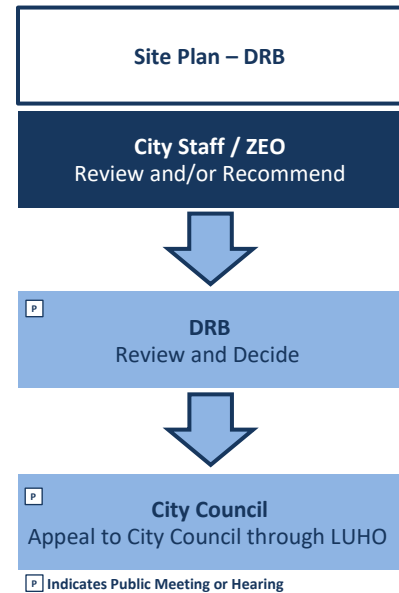 Site Plan – DRB
City Staff / ZEO
Review and/or Recommend
P
DRB
Review and Decide
P
City Council
Appeal to City Council through LUHO
P Indicates Public Meeting or Hearing